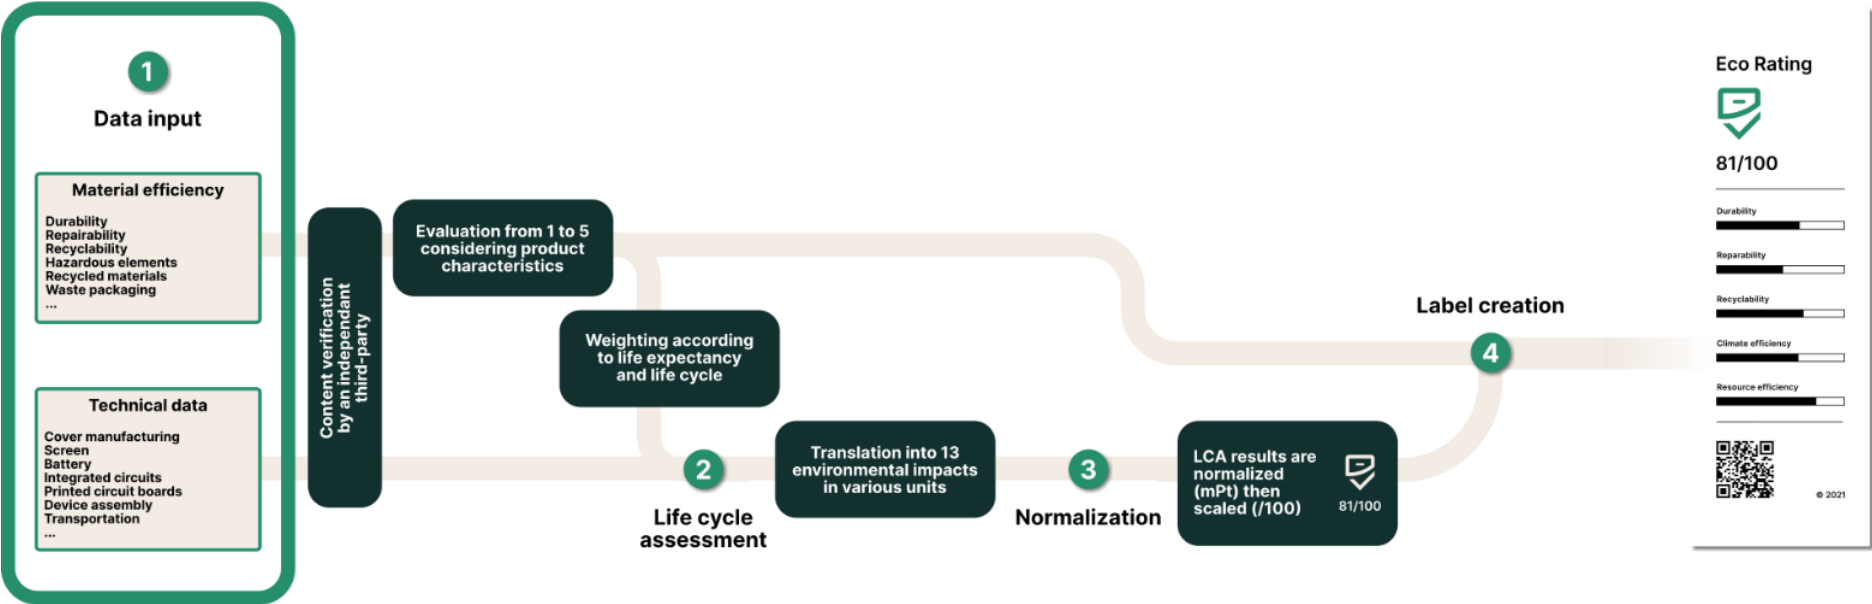 1
Data input
Material efficiency
Durability
Repairability
Recyclability
Hazardous elements
Recycled materials
Waste packaging
...
Technical data
Cover manufacturing
Screen
Battery
Integrated circuits
Printed circuit boards
Device assembly
Transportation
...
Content verification
by an independant
third-party
Evaluation from 1 to 5
considering product
characteristics
Weighting according
to life expectancy
and life cycle
2
Life cycle
assessment
Translation into 13
environmental impacts
in various units
3
Normalization
LCA results are
normalized
(mPt) then
scaled (/100)
81/100
Label creation
4
Eco Rating
81/100
Durability
Reparability
Recyclability
Climate efficiency
Resource efficiency
© 2021